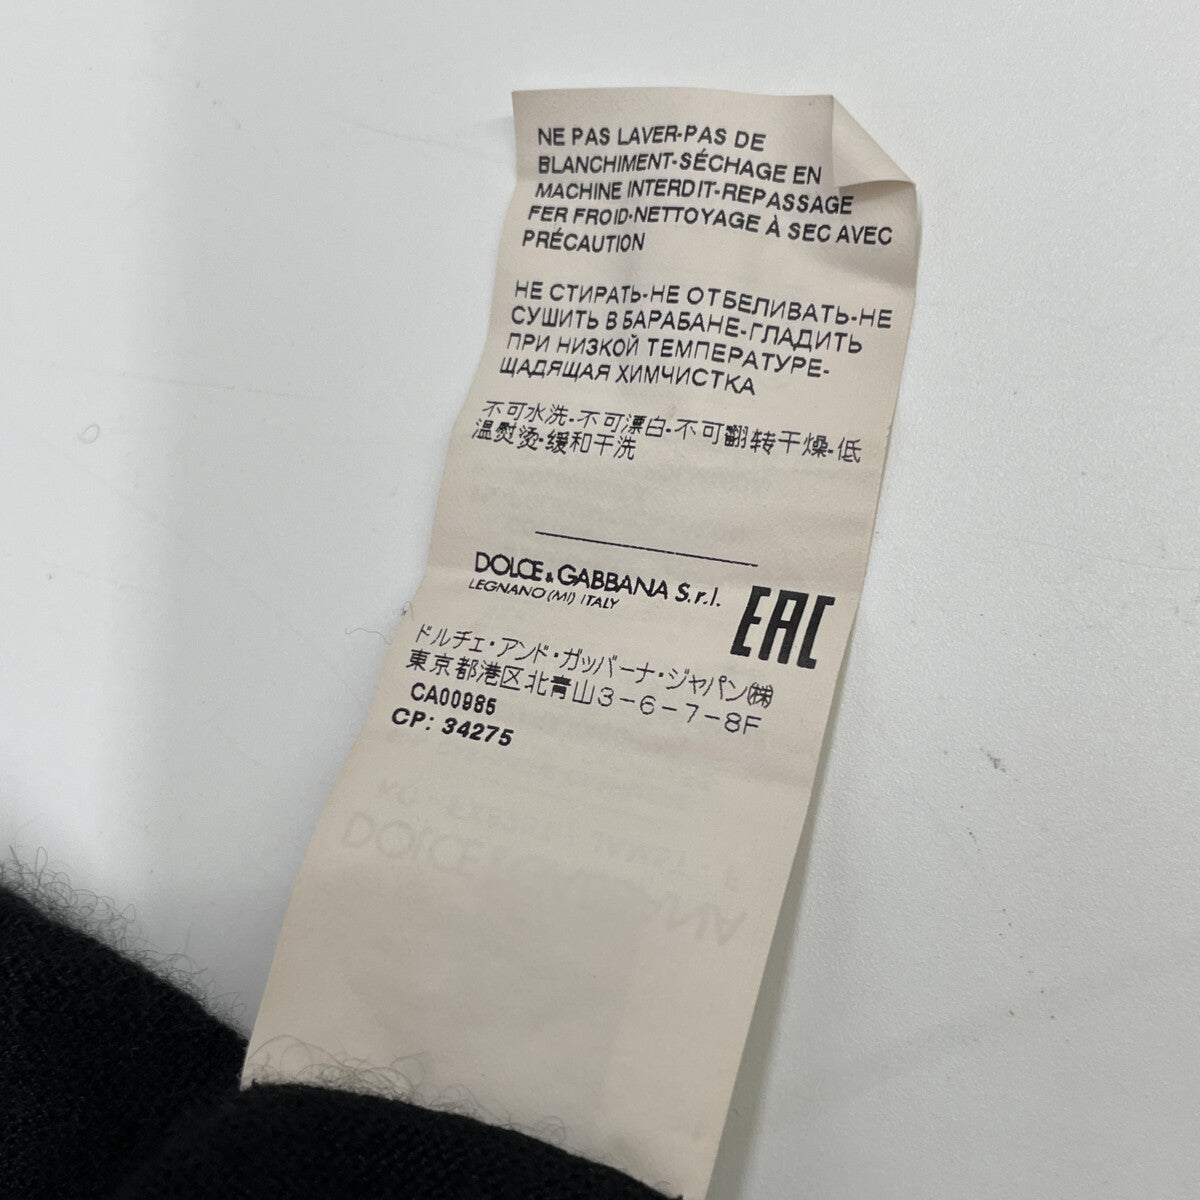 NE PAS LAVER-PAS DE
BLANCHIMENT-SÉCHAGE EN
MACHINE INTERDIT-REPASSAGE
FER FROID-NETTOYAGE À SEC AVEC
PRÉCAUTION
НЕ СТИРАТЬ-НЕ ОТБЕЛИВАТЬ-НЕ
СУШИТЬ В БАРАБАНЕ-ГЛАДИТЬ
ПРИ НИЗКОЙ ТЕМПЕРАТУРЕ-
ЩАДЯЩАЯ ХИМЧИСТКА
不可水洗-不可漂白-不可翻转干燥-低
温熨烫-缓和干洗
DOLCE & GABBANA S.r.l.
LEGNANO (MI) ITALY
EAC
ドルチェ・アンド・ガッバーナ・ジャパン㈱
東京都港区北青山3-6-7-8F
CA00985
CP: 34275